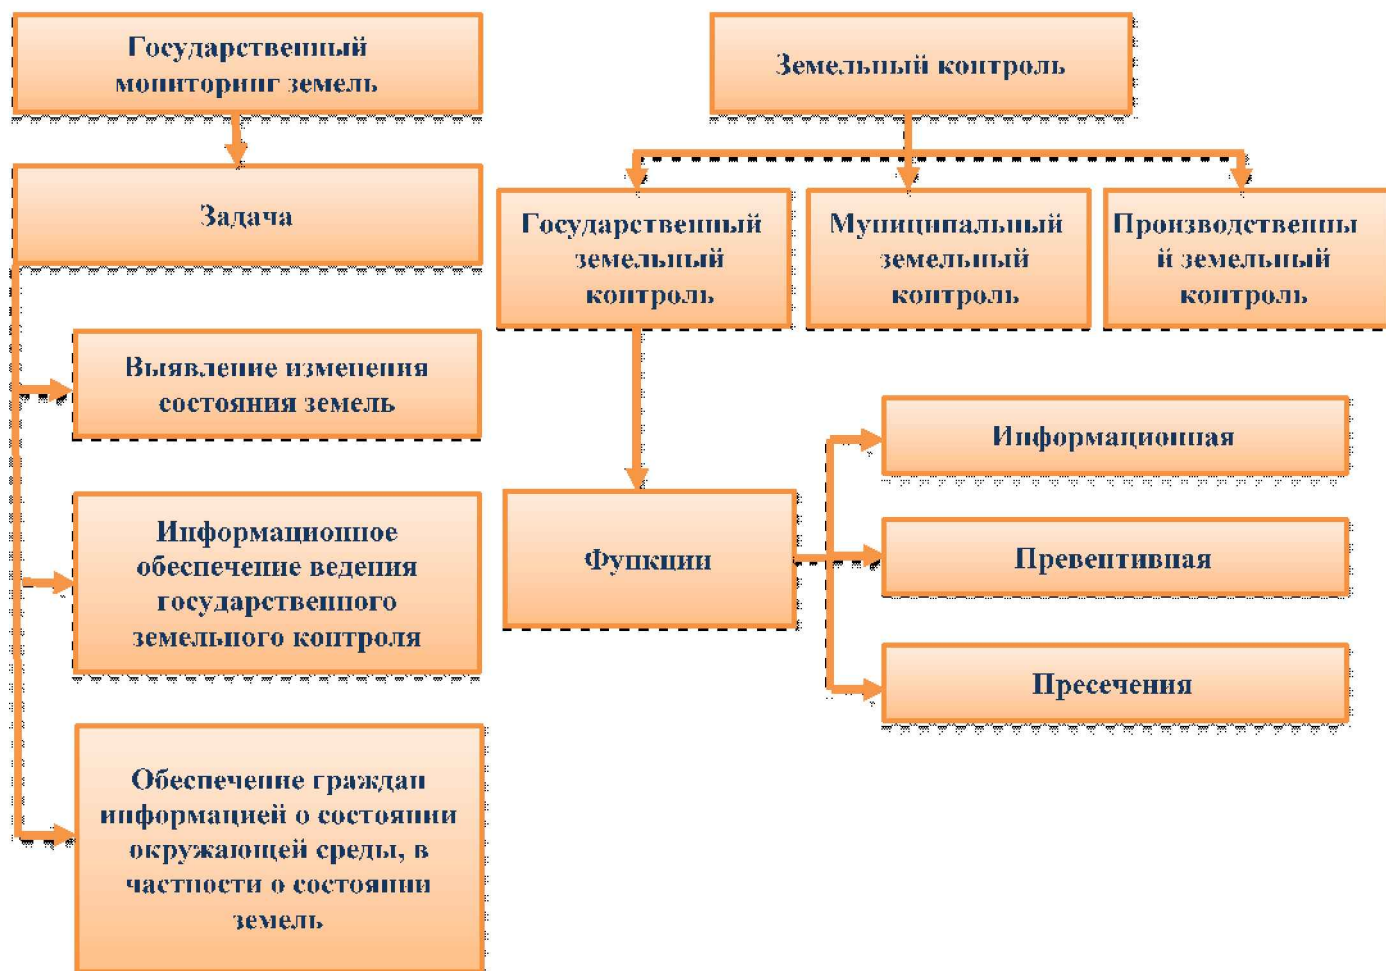 Государственный
мониторинг земель
Задача
Выявление изменения
состояния земель
Информационное
обеспечение ведения
государственного
земельного контроля
Обеспечение граждан
информацией о состоянии
окружающей среды, в
частности о состоянии
земель
Земельный контроль
Государственный
земельный
контроль
Муниципальный
земельный
контроль
Производственны
й земельный
контроль
Функции
Информационная
Превентивная
Пресечения